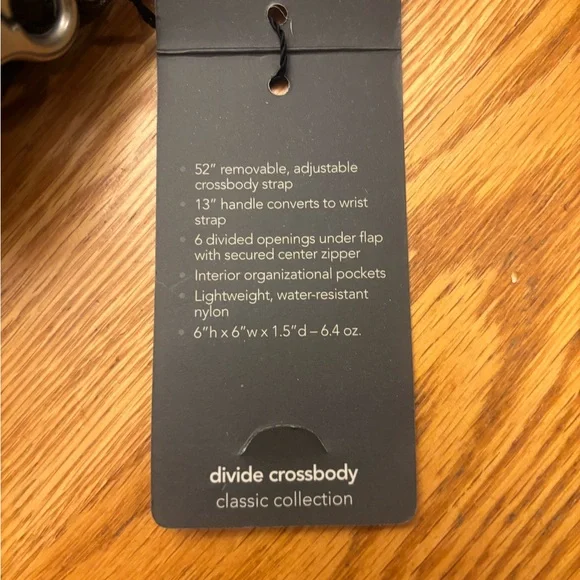 • 52" removable, adjustable
crossbody strap
• 13" handle converts to wrist
strap
• 6 divided openings under flap
with secured center zipper
• Interior organizational pockets
• Lightweight, water-resistant
nylon
• 6"h x 6"w x 1.5"d – 6.4 oz.
divide crossbody
classic collection